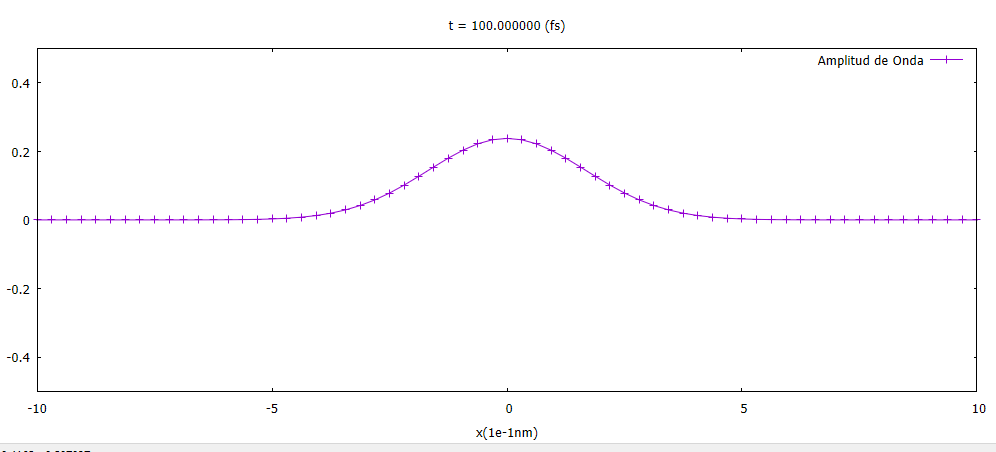 t = 100.000000 (fs)
Amplitud de Onda
0.4
0.2
0
-0.2
-0.4
-10 -5 0 5 10
x(1e-1nm)